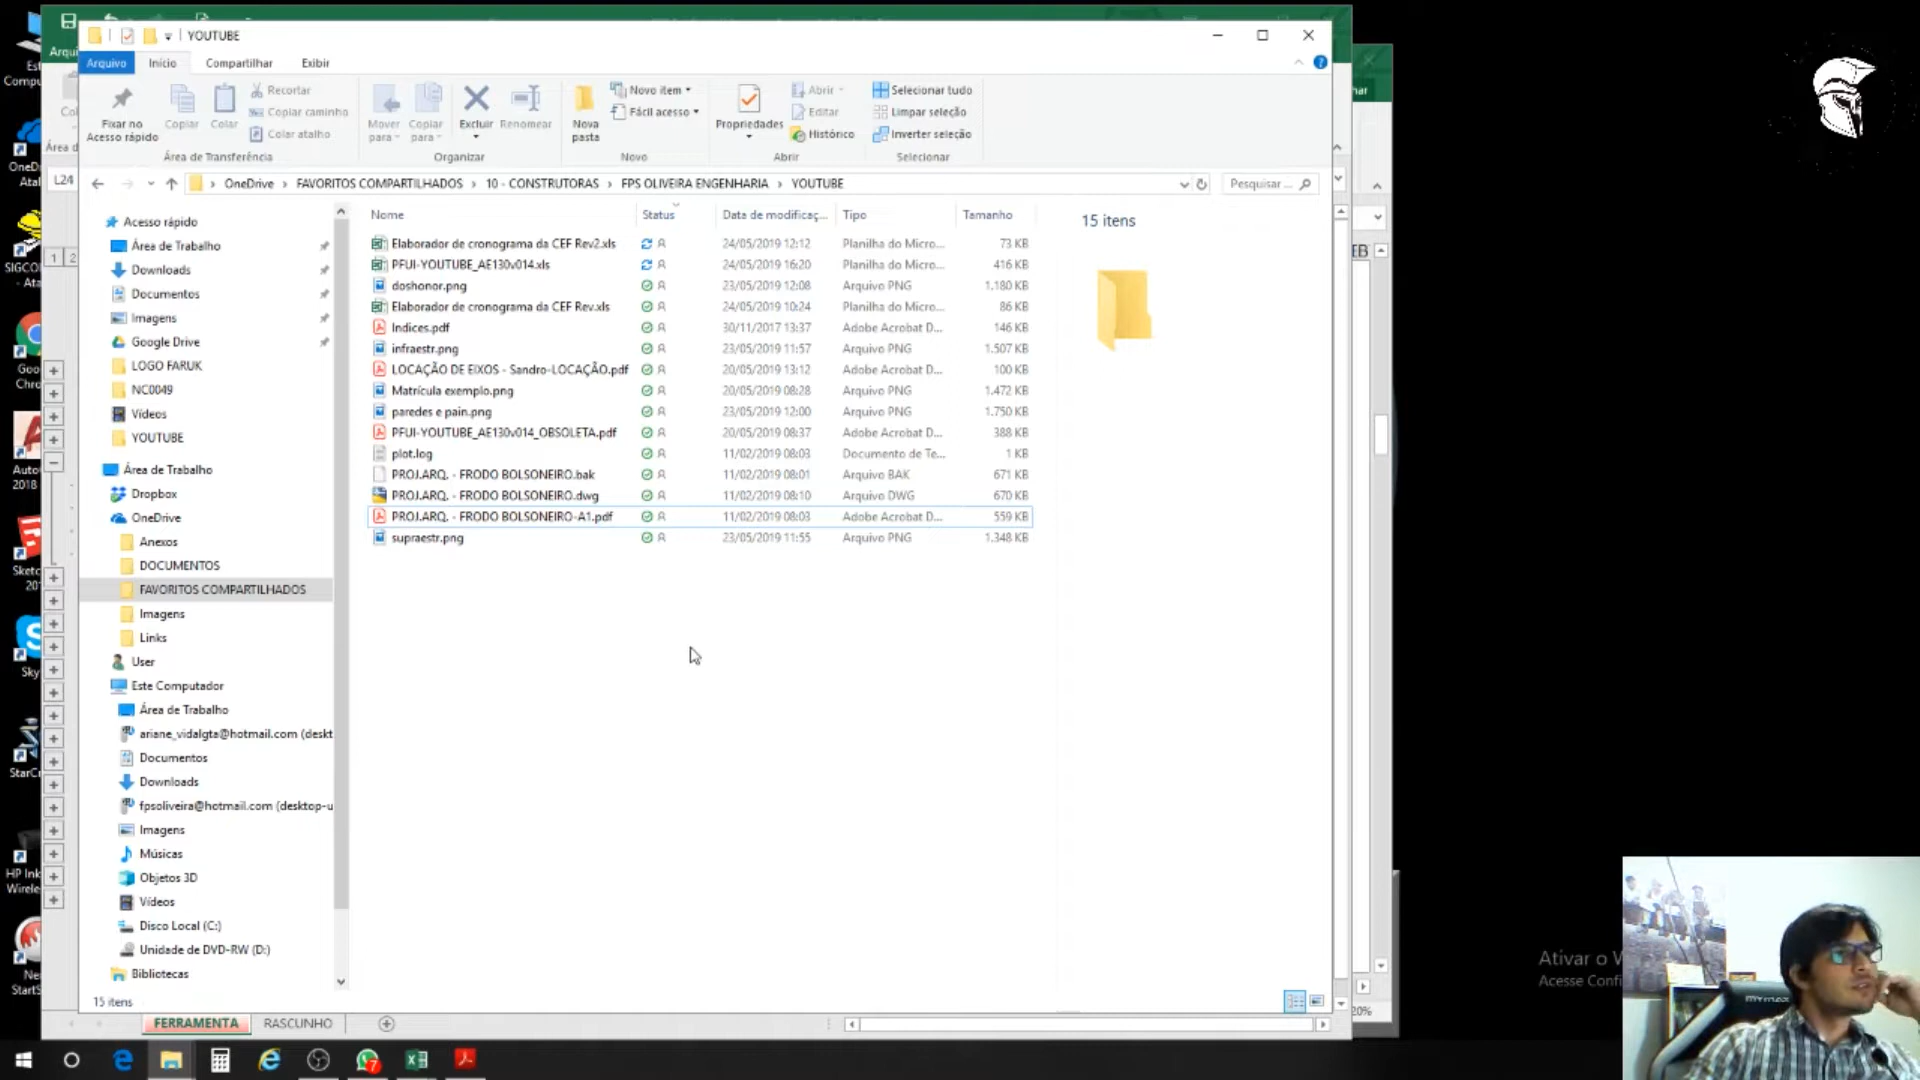 YOUTUBE
Arquivo Início Compartilhar Exibir
Fixar no Acesso rápido
Copiar
Colar
Recortar
Copiar caminho
Colar atalho
Área de Transferência
Mover para
Copiar para
Excluir
Renomear
Organizar
Nova pasta
Novo item
Fácil acesso
Novo
Propriedades
Abrir
Editar
Histórico
Abrir
Selecionar tudo
Limpar seleção
Inverter seleção
Selecionar
L24
OneDrive › FAVORITOS COMPARTILHADOS › 10 - CONSTRUTORAS › FPS OLIVEIRA ENGENHARIA › YOUTUBE
Pesquisar ...
Acesso rápido
Área de Trabalho
Downloads
Documentos
Imagens
Google Drive
LOGO FARUK
NC0049
Vídeos
YOUTUBE
Área de Trabalho
Dropbox
OneDrive
Anexos
DOCUMENTOS
FAVORITOS COMPARTILHADOS
Imagens
Links
User
Este Computador
Área de Trabalho
ariane_vidalgta@hotmail.com (deskt
Documentos
Downloads
fpsoliveira@hotmail.com (desktop-u
Imagens
Músicas
Objetos 3D
Vídeos
Disco Local (C:)
Unidade de DVD-RW (D:)
Bibliotecas
Nome Status Data de modificaç... Tipo Tamanho
Elaborador de cronograma da CEF Rev2.xls 24/05/2019 12:12 Planilha do Micro... 73 KB
PFUI-YOUTUBE_AE130v014.xls 24/05/2019 16:20 Planilha do Micro... 416 KB
doshonor.png 23/05/2019 12:08 Arquivo PNG 1.180 KB
Elaborador de cronograma da CEF Rev.xls 24/05/2019 10:24 Planilha do Micro... 86 KB
Indices.pdf 30/11/2017 13:37 Adobe Acrobat D... 146 KB
infraestr.png 23/05/2019 11:57 Arquivo PNG 1.507 KB
LOCAÇÃO DE EIXOS - Sandro-LOCAÇÃO.pdf 20/05/2019 13:12 Adobe Acrobat D... 100 KB
Matrícula exemplo.png 20/05/2019 08:28 Arquivo PNG 1.472 KB
paredes e pain.png 23/05/2019 12:00 Arquivo PNG 1.750 KB
PFUI-YOUTUBE_AE130v014_OBSOLETA.pdf 20/05/2019 08:37 Adobe Acrobat D... 388 KB
plot.log 11/02/2019 08:03 Documento de Te... 1 KB
PROJ.ARQ. - FRODO BOLSONEIRO.bak 11/02/2019 08:01 Arquivo BAK 671 KB
PROJ.ARQ. - FRODO BOLSONEIRO.dwg 11/02/2019 08:10 Arquivo DWG 670 KB
PROJ.ARQ. - FRODO BOLSONEIRO-A1.pdf 11/02/2019 08:03 Adobe Acrobat D... 559 KB
supraestr.png 23/05/2019 11:55 Arquivo PNG 1.348 KB
15 itens
15 itens
FERRAMENTA RASCUNHO
Ativar o W
Acesse Confi